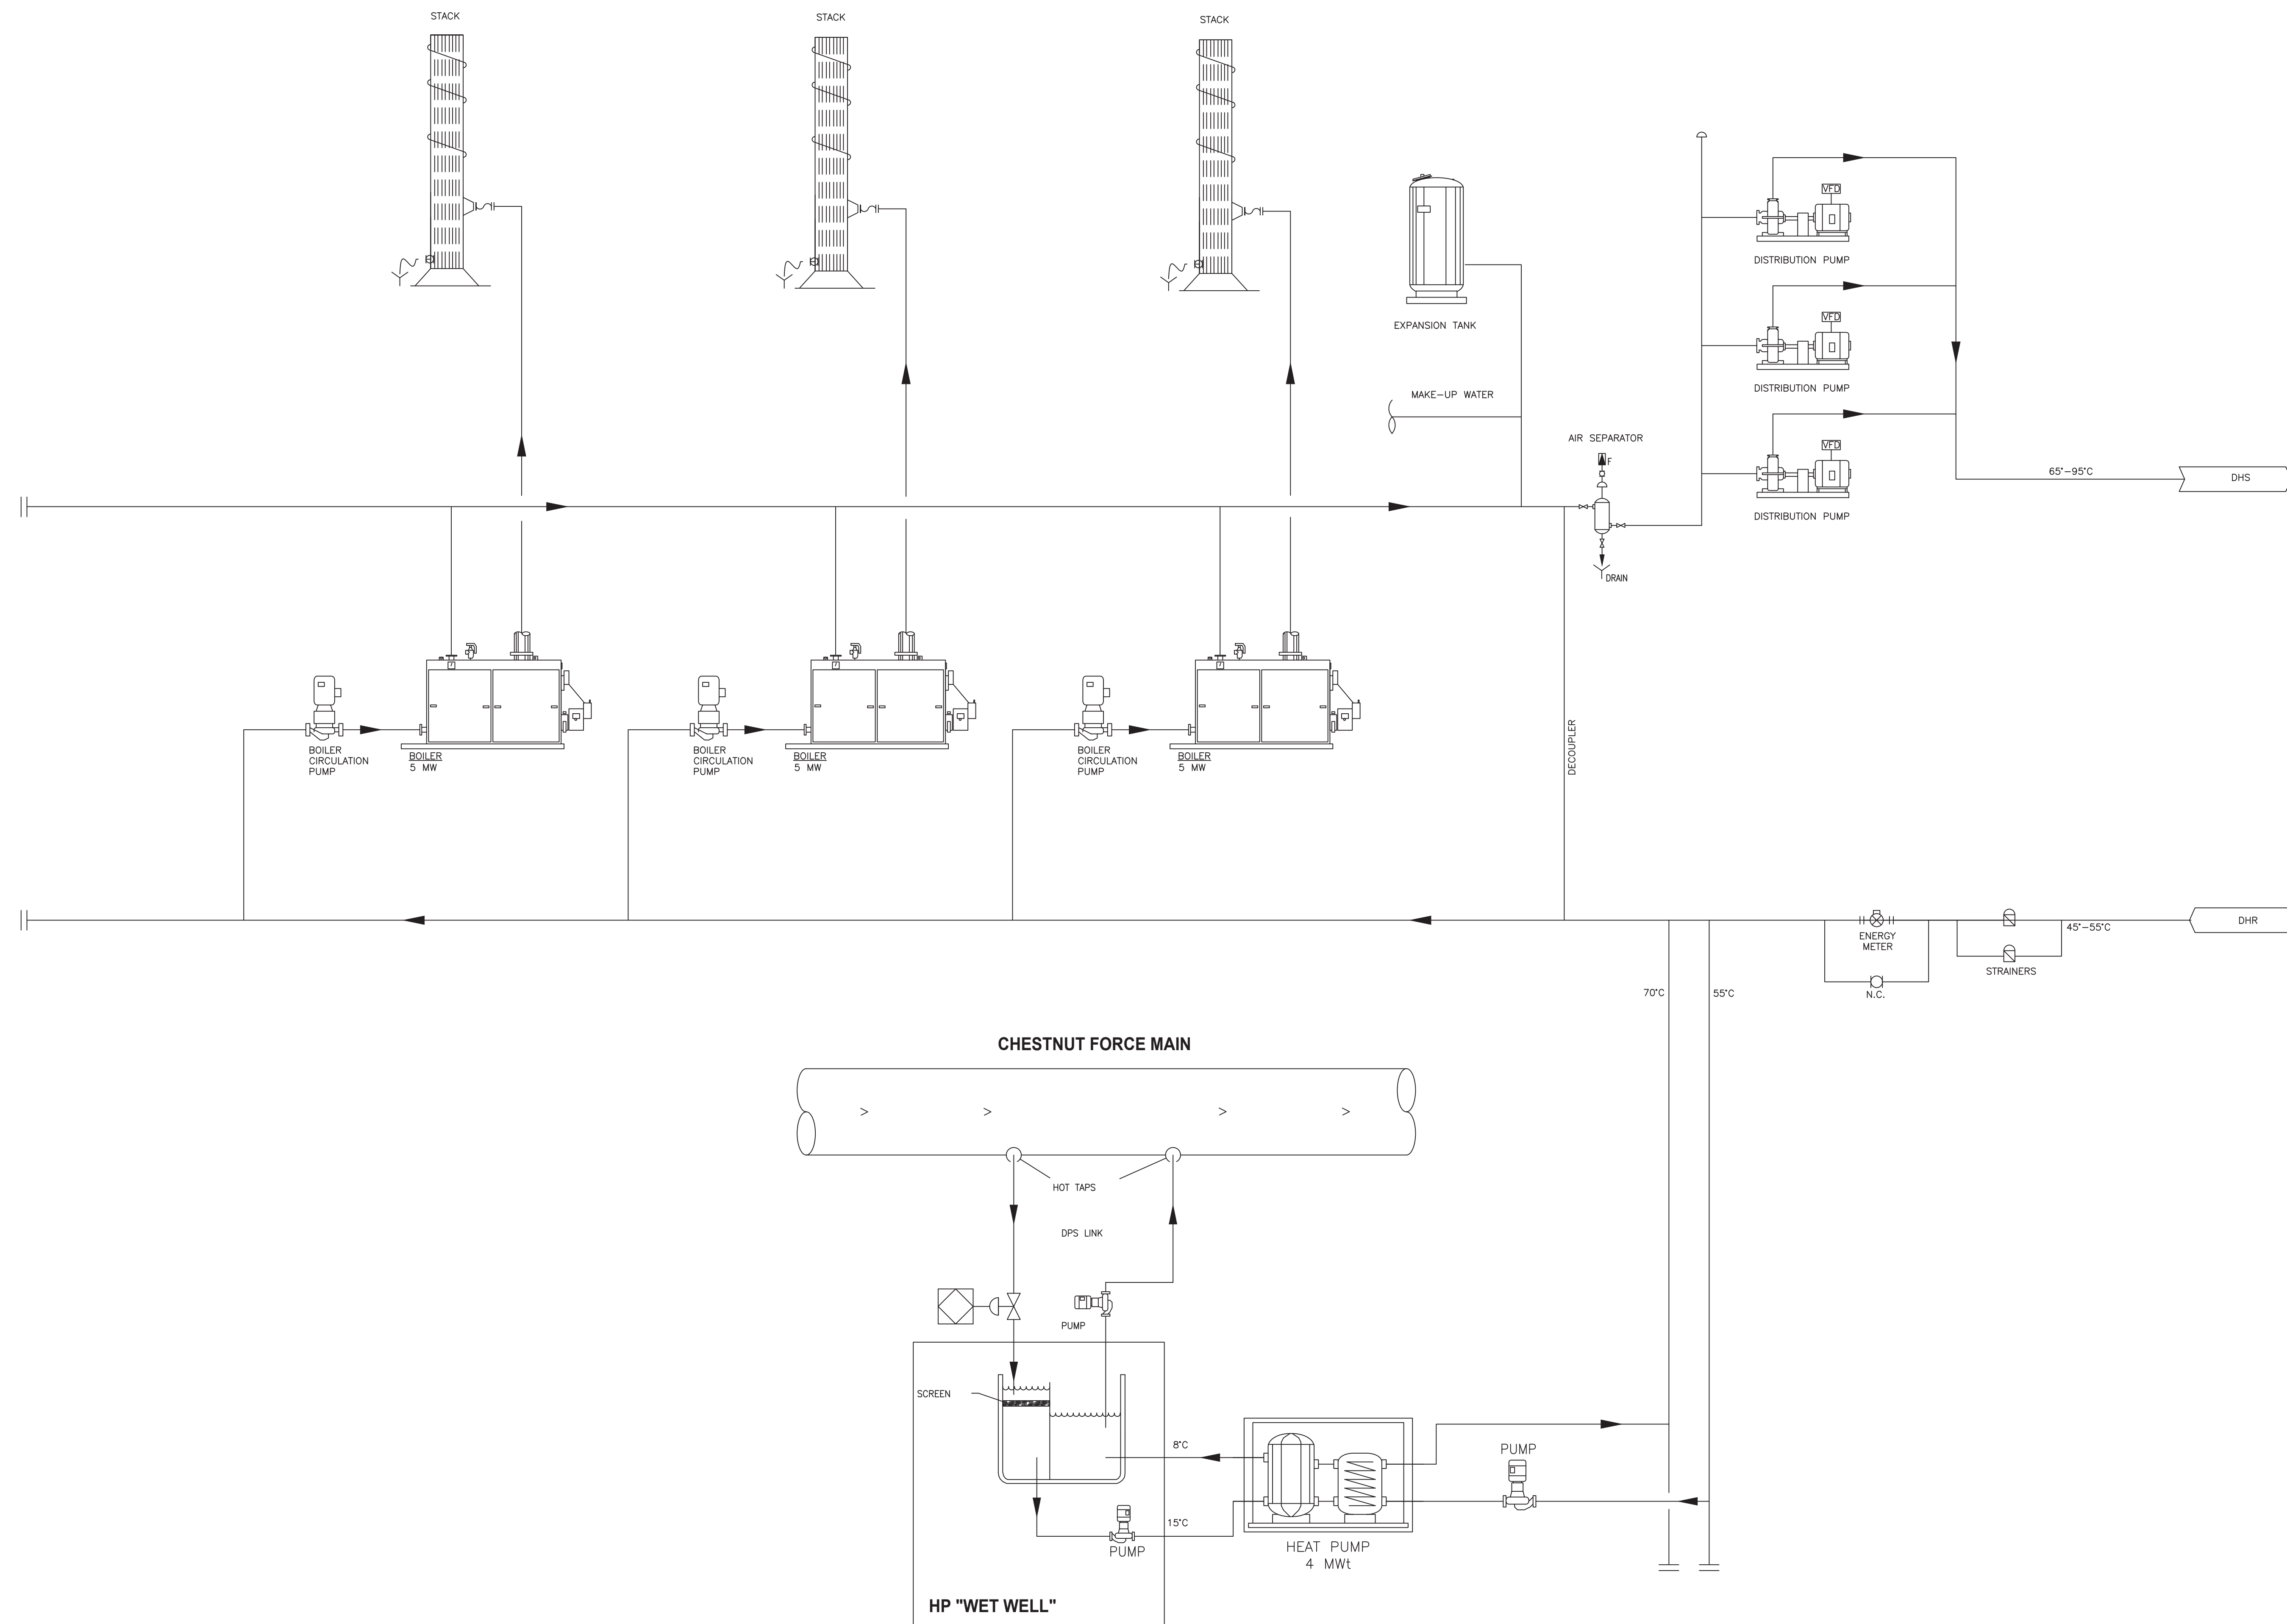 STACK
STACK
STACK
EXPANSION TANK
MAKE-UP WATER
AIR SEPARATOR
F
DRAIN
VFD
DISTRIBUTION PUMP
VFD
DISTRIBUTION PUMP
VFD
DISTRIBUTION PUMP
65°-95°C
DHS
BOILER
CIRCULATION
PUMP
BOILER
5 MW
BOILER
CIRCULATION
PUMP
BOILER
5 MW
BOILER
CIRCULATION
PUMP
BOILER
5 MW
DECOUPLER
ENERGY
METER
N.C.
STRAINERS
45°-55°C
DHR
70°C
55°C
CHESTNUT FORCE MAIN
HOT TAPS
DPS LINK
PUMP
SCREEN
8°C
15°C
PUMP
HEAT PUMP
4 MWt
PUMP
HP "WET WELL"